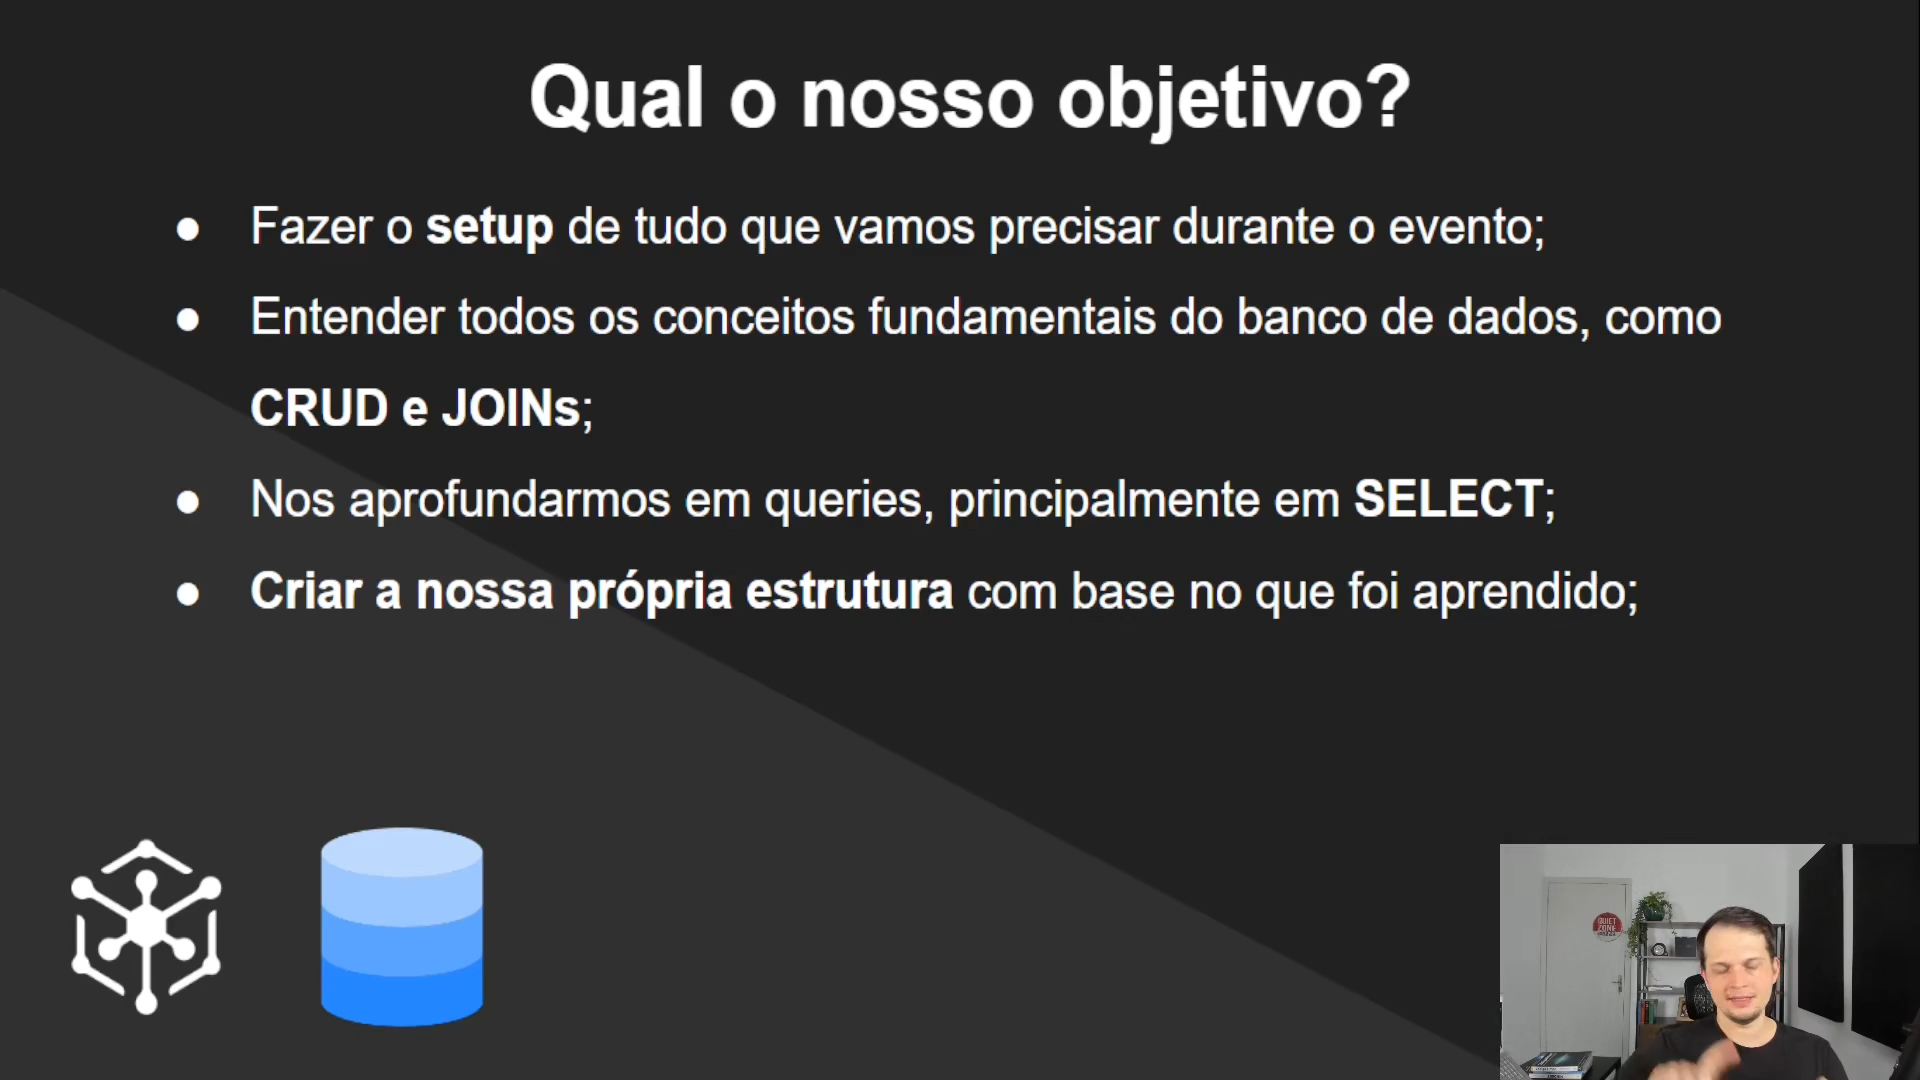 Qual o nosso objetivo?
● Fazer o setup de tudo que vamos precisar durante o evento;
● Entender todos os conceitos fundamentais do banco de dados, como
CRUD e JOINs;
● Nos aprofundarmos em queries, principalmente em SELECT;
● Criar a nossa própria estrutura com base no que foi aprendido;
QUIET
ZONE